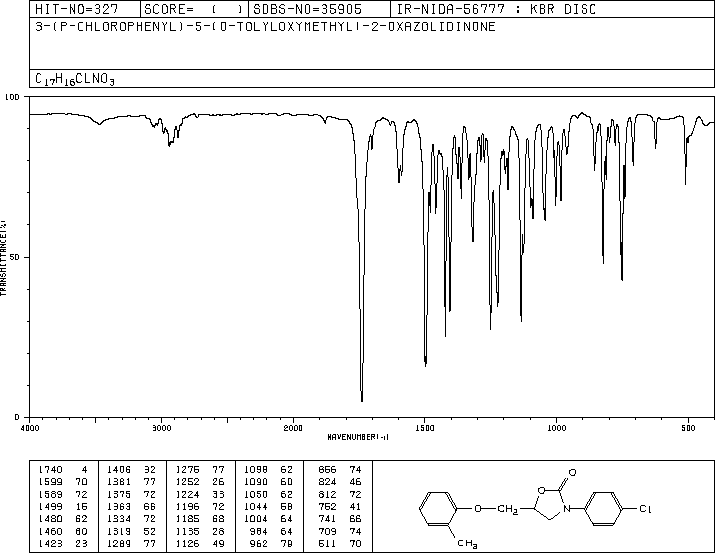 HIT-NO=327 SCORE= ( ) SDBS-NO=35905 IR-NIDA-56777 : KBR DISC
3-(P-CHLOROPHENYL)-5-(O-TOLYLOXYMETHYL)-2-OXAZOLIDINONE
C17H16CLNO3
100
50
0
TRANSMITTANCE(%)
4000 3000 2000 1500 1000 500
WAVENUMBER(-1)
1740 4 1406 32 1276 77 1098 62 866 74
1599 70 1381 77 1252 26 1090 60 824 46
1589 72 1375 72 1224 33 1050 62 812 72
1499 15 1363 66 1196 72 1044 58 752 41
1480 62 1334 72 1185 68 1004 64 741 66
1460 60 1319 52 1135 28 984 64 709 74
1423 23 1289 77 1126 49 962 79 511 70
O
O
O CH2 N Cl
CH3